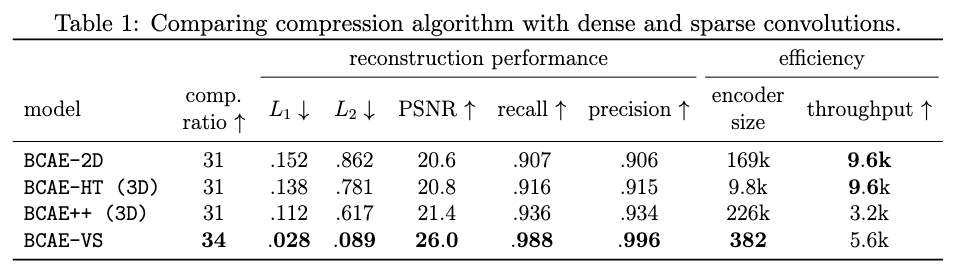 Table 1: Comparing compression algorithm with dense and sparse convolutions.
reconstruction performance efficiency
model comp. ratio ↑ L₁ ↓ L₂ ↓ PSNR ↑ recall ↑ precision ↑ encoder size throughput ↑
BCAE-2D 31 .152 .862 20.6 .907 .906 169k 9.6k
BCAE-HT (3D) 31 .138 .781 20.8 .916 .915 9.8k 9.6k
BCAE++ (3D) 31 .112 .617 21.4 .936 .934 226k 3.2k
BCAE-VS 34 .028 .089 26.0 .988 .996 382 5.6k